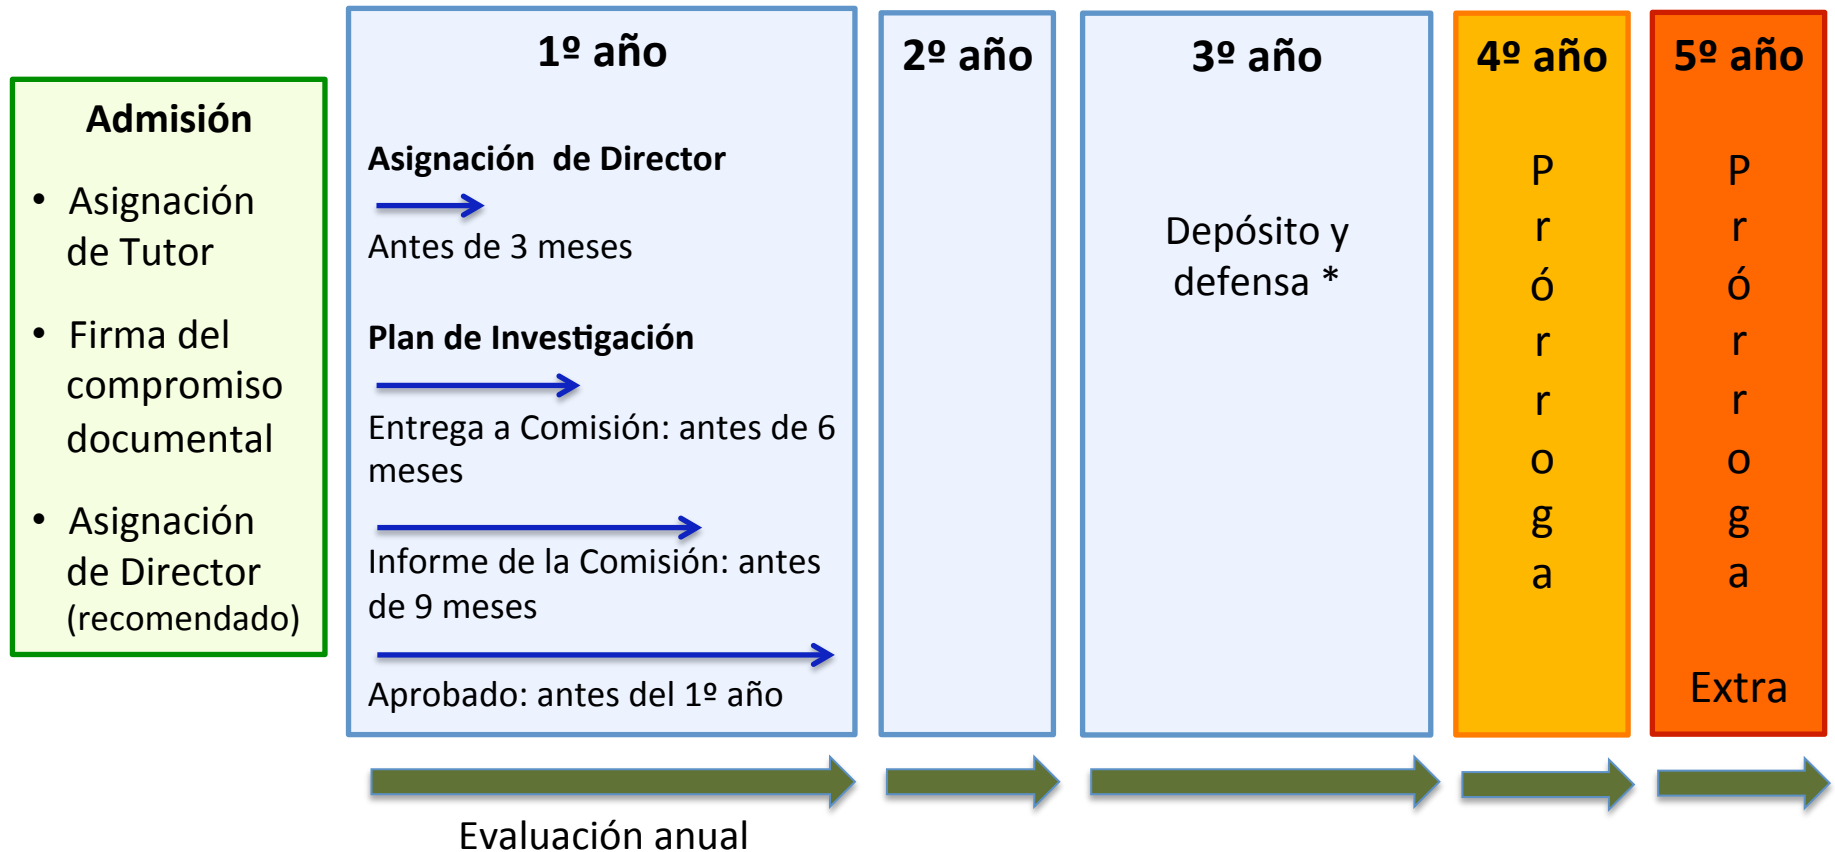 Admisión
• Asignación
de Tutor
• Firma del
compromiso
documental
• Asignación
de Director
(recomendado)
1º año
Asignación de Director
Antes de 3 meses
Plan de Investigación
Entrega a Comisión: antes de 6
meses
Informe de la Comisión: antes
de 9 meses
Aprobado: antes del 1º año
2º año
3º año
Depósito y
defensa *
4º año
P
r
ó
r
r
o
g
a
5º año
P
r
ó
r
r
o
g
a
Extra
Evaluación anual